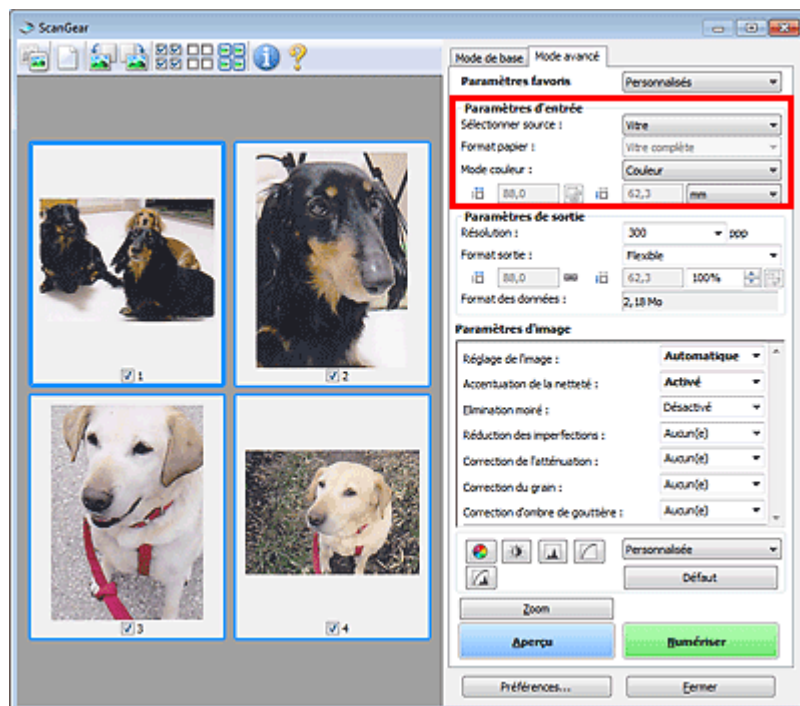 ScanGear
Mode de base Mode avancé
Paramètres favoris Personnalisés
Paramètres d'entrée
Sélectionner source : Vitre
Format papier : Vitre complète
Mode couleur : Couleur
88,0 62,3 mm
Paramètres de sortie
Résolution : 300 ppp
Format sortie : Flexible
88,0 62,3 100%
Format des données : 2,18 Mo
Paramètres d'image
Réglage de l'image : Automatique
Accentuation de la netteté : Activé
Elimination moiré : Désactivé
Réduction des imperfections : Aucun(e)
Correction de l'atténuation : Aucun(e)
Correction du grain : Aucun(e)
Correction d'ombre de gouttière : Aucun(e)
Personnalisée
Défaut
Zoom
Aperçu Numériser
Préférences... Fermer
1
2
3
4